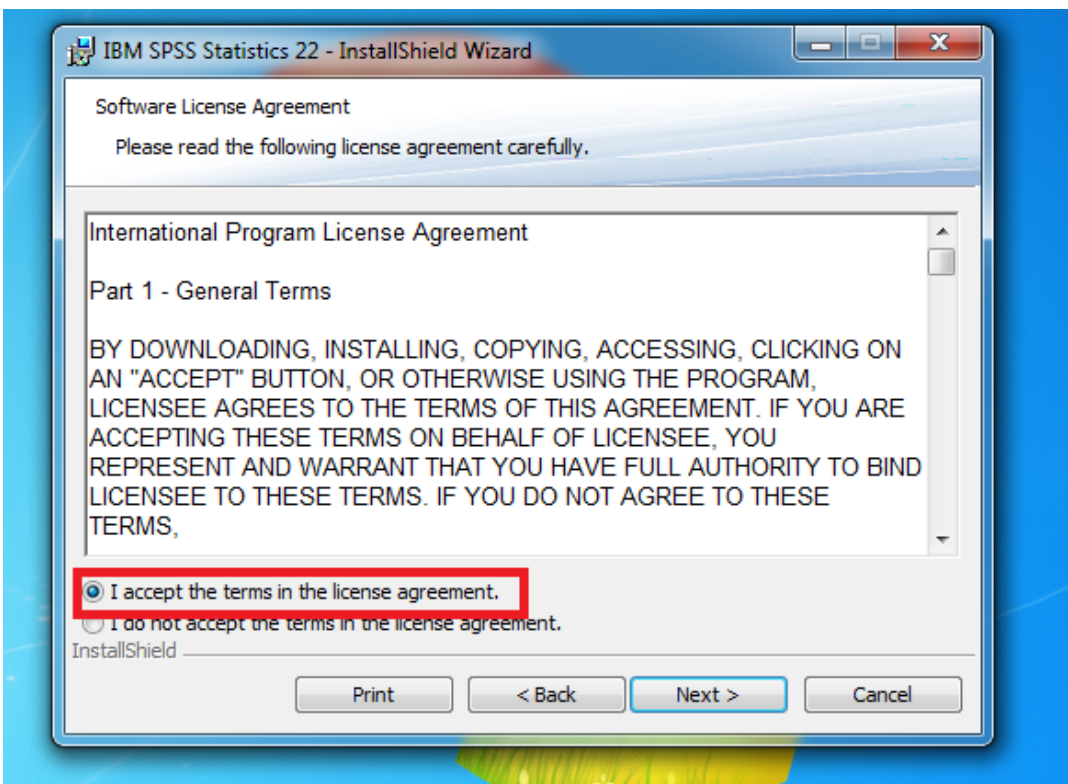 IBM SPSS Statistics 22 - InstallShield Wizard
Software License Agreement
Please read the following license agreement carefully.
International Program License Agreement
Part 1 - General Terms
BY DOWNLOADING, INSTALLING, COPYING, ACCESSING, CLICKING ON
AN "ACCEPT" BUTTON, OR OTHERWISE USING THE PROGRAM,
LICENSEE AGREES TO THE TERMS OF THIS AGREEMENT. IF YOU ARE
ACCEPTING THESE TERMS ON BEHALF OF LICENSEE, YOU
REPRESENT AND WARRANT THAT YOU HAVE FULL AUTHORITY TO BIND
LICENSEE TO THESE TERMS. IF YOU DO NOT AGREE TO THESE
TERMS,
I accept the terms in the license agreement.
I do not accept the terms in the license agreement.
InstallShield
Print
< Back
Next >
Cancel